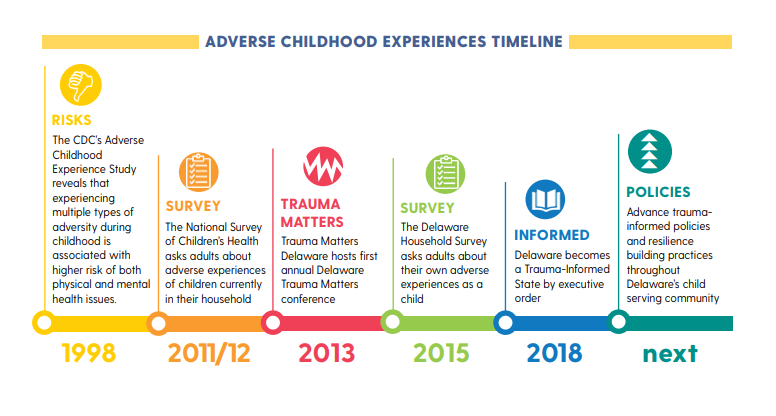 ADVERSE CHILDHOOD EXPERIENCES TIMELINE
RISKS
The CDC's Adverse
Childhood
Experience Study
reveals that
experiencing
multiple types of
adversity during
childhood is
associated with
higher risk of both
physical and mental
health issues.
1998
SURVEY
The National Survey
of Children's Health
asks adults about
adverse experiences
of children currently
in their household
2011/12
TRAUMA
MATTERS
Trauma Matters
Delaware hosts first
annual Delaware
Trauma Matters
conference
2013
SURVEY
The Delaware
Household Survey
asks adults about
their own adverse
experiences as a
child
2015
INFORMED
Delaware becomes
a Trauma-Informed
State by executive
order
2018
POLICIES
Advance trauma-
informed policies
and resilience
building practices
throughout
Delaware's child
serving community
next